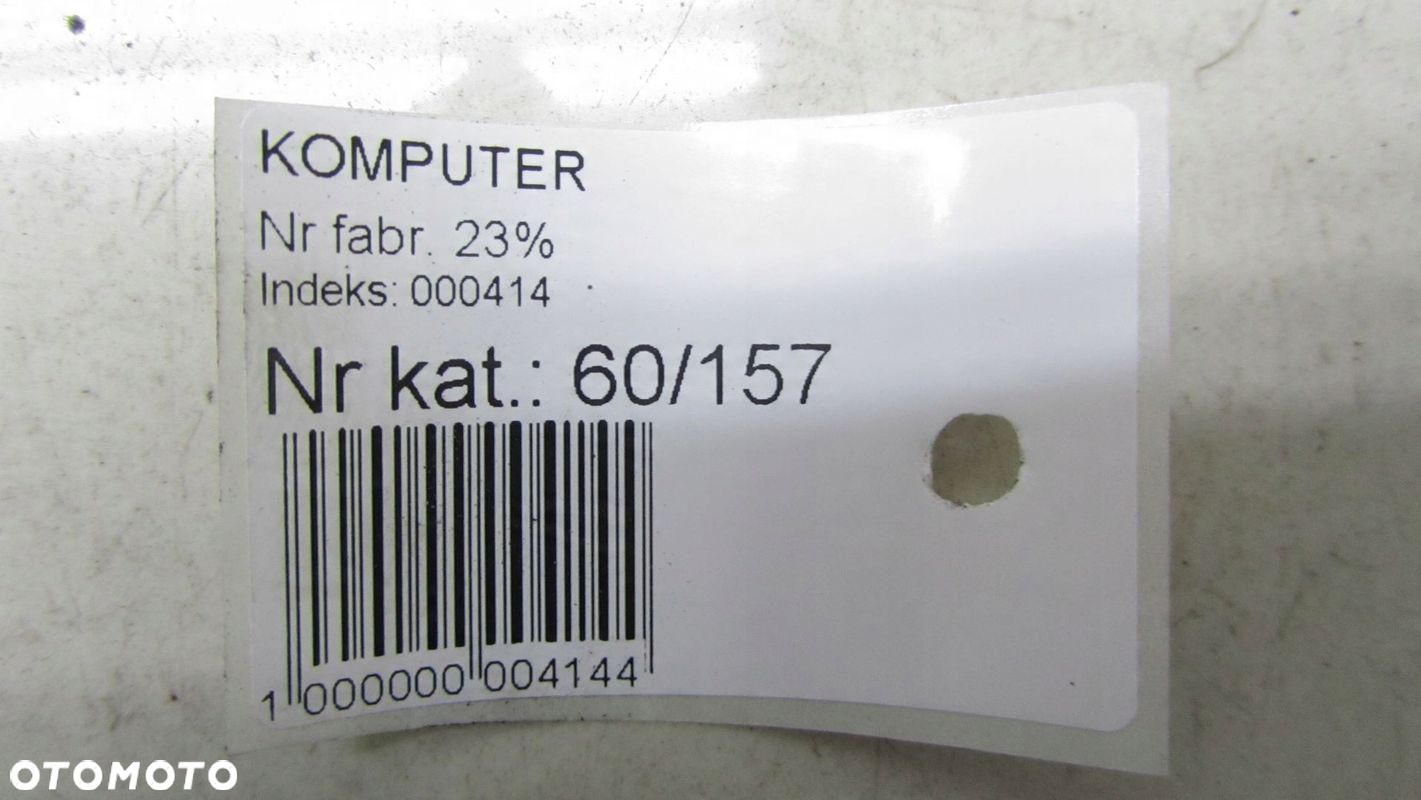 KOMPUTER
Nr fabr. 23%
Indeks: 000414
Nr kat.: 60/157
1 000000 004144
OTOMOTO